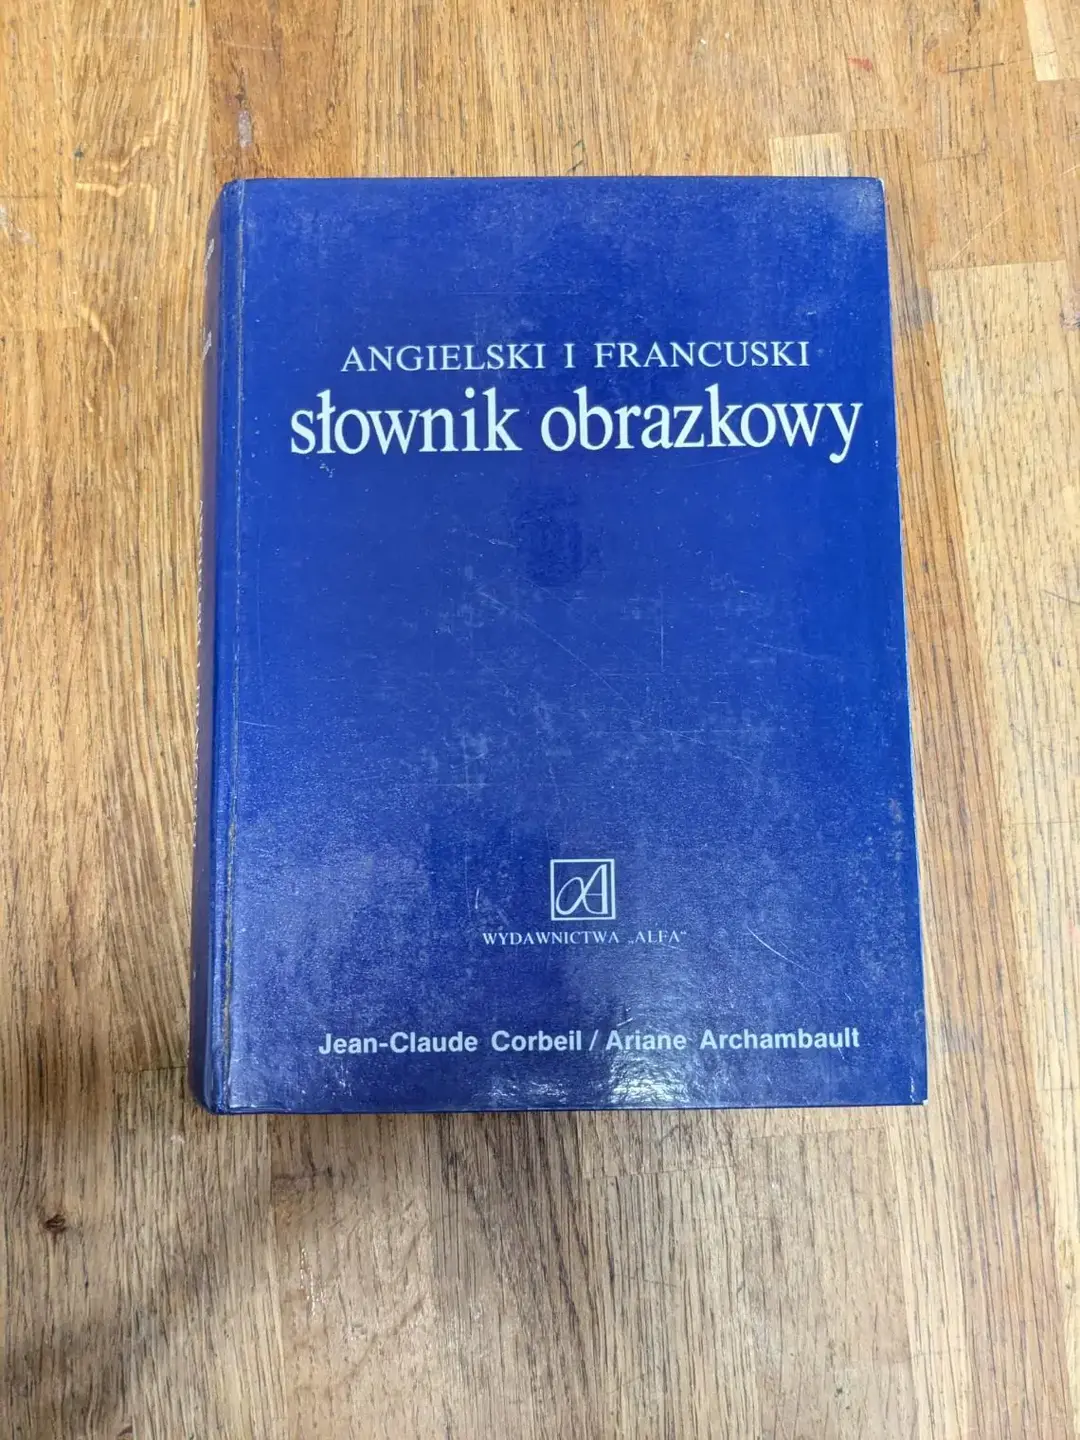 ANGIELSKI I FRANCUSKI
słownik obrazkowy
WYDAWNICTWA „ALFA"
Jean-Claude Corbeil / Ariane Archambault